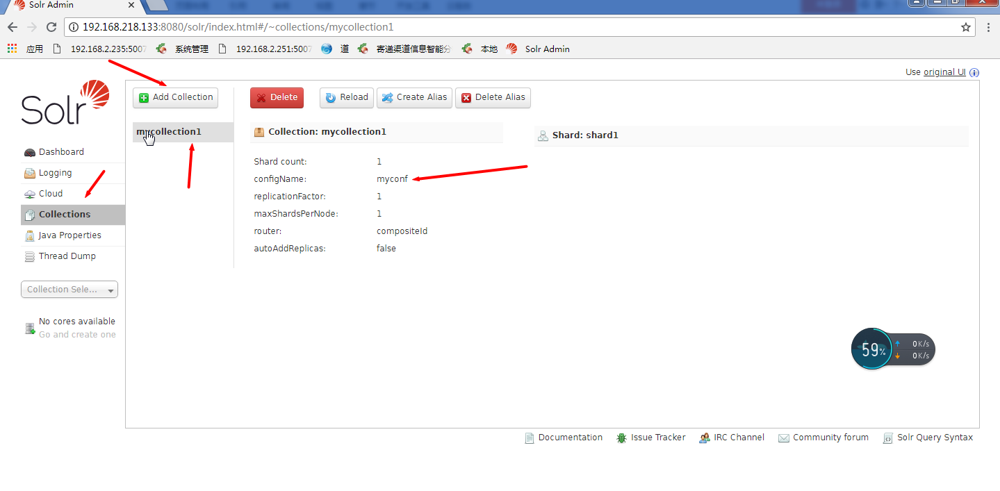 Solr Admin
192.168.218.133:8080/solr/index.html#/~collections/mycollection1
应用 192.168.2.235:5007 系统管理 192.168.2.251:5007 道 寄递渠道信息智能分 本地 Solr Admin
Use original UI
Solr
Add Collection Delete Reload Create Alias Delete Alias
mycollection1
Collection: mycollection1
Shard: shard1
Dashboard
Logging
Cloud
Collections
Java Properties
Thread Dump
Shard count: 1
configName: myconf
replicationFactor: 1
maxShardsPerNode: 1
router: compositeId
autoAddReplicas: false
Collection Sele...
No cores available
Go and create one
59%
0K/s
0K/s
Documentation Issue Tracker IRC Channel Community forum Solr Query Syntax